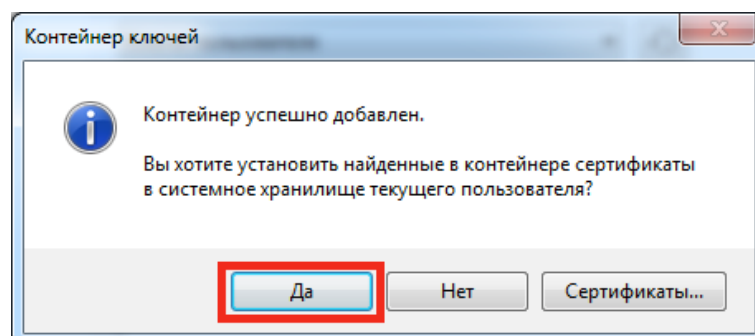 Контейнер ключей
Контейнер успешно добавлен.
Вы хотите установить найденные в контейнере сертификаты
в системное хранилище текущего пользователя?
Да
Нет
Сертификаты...